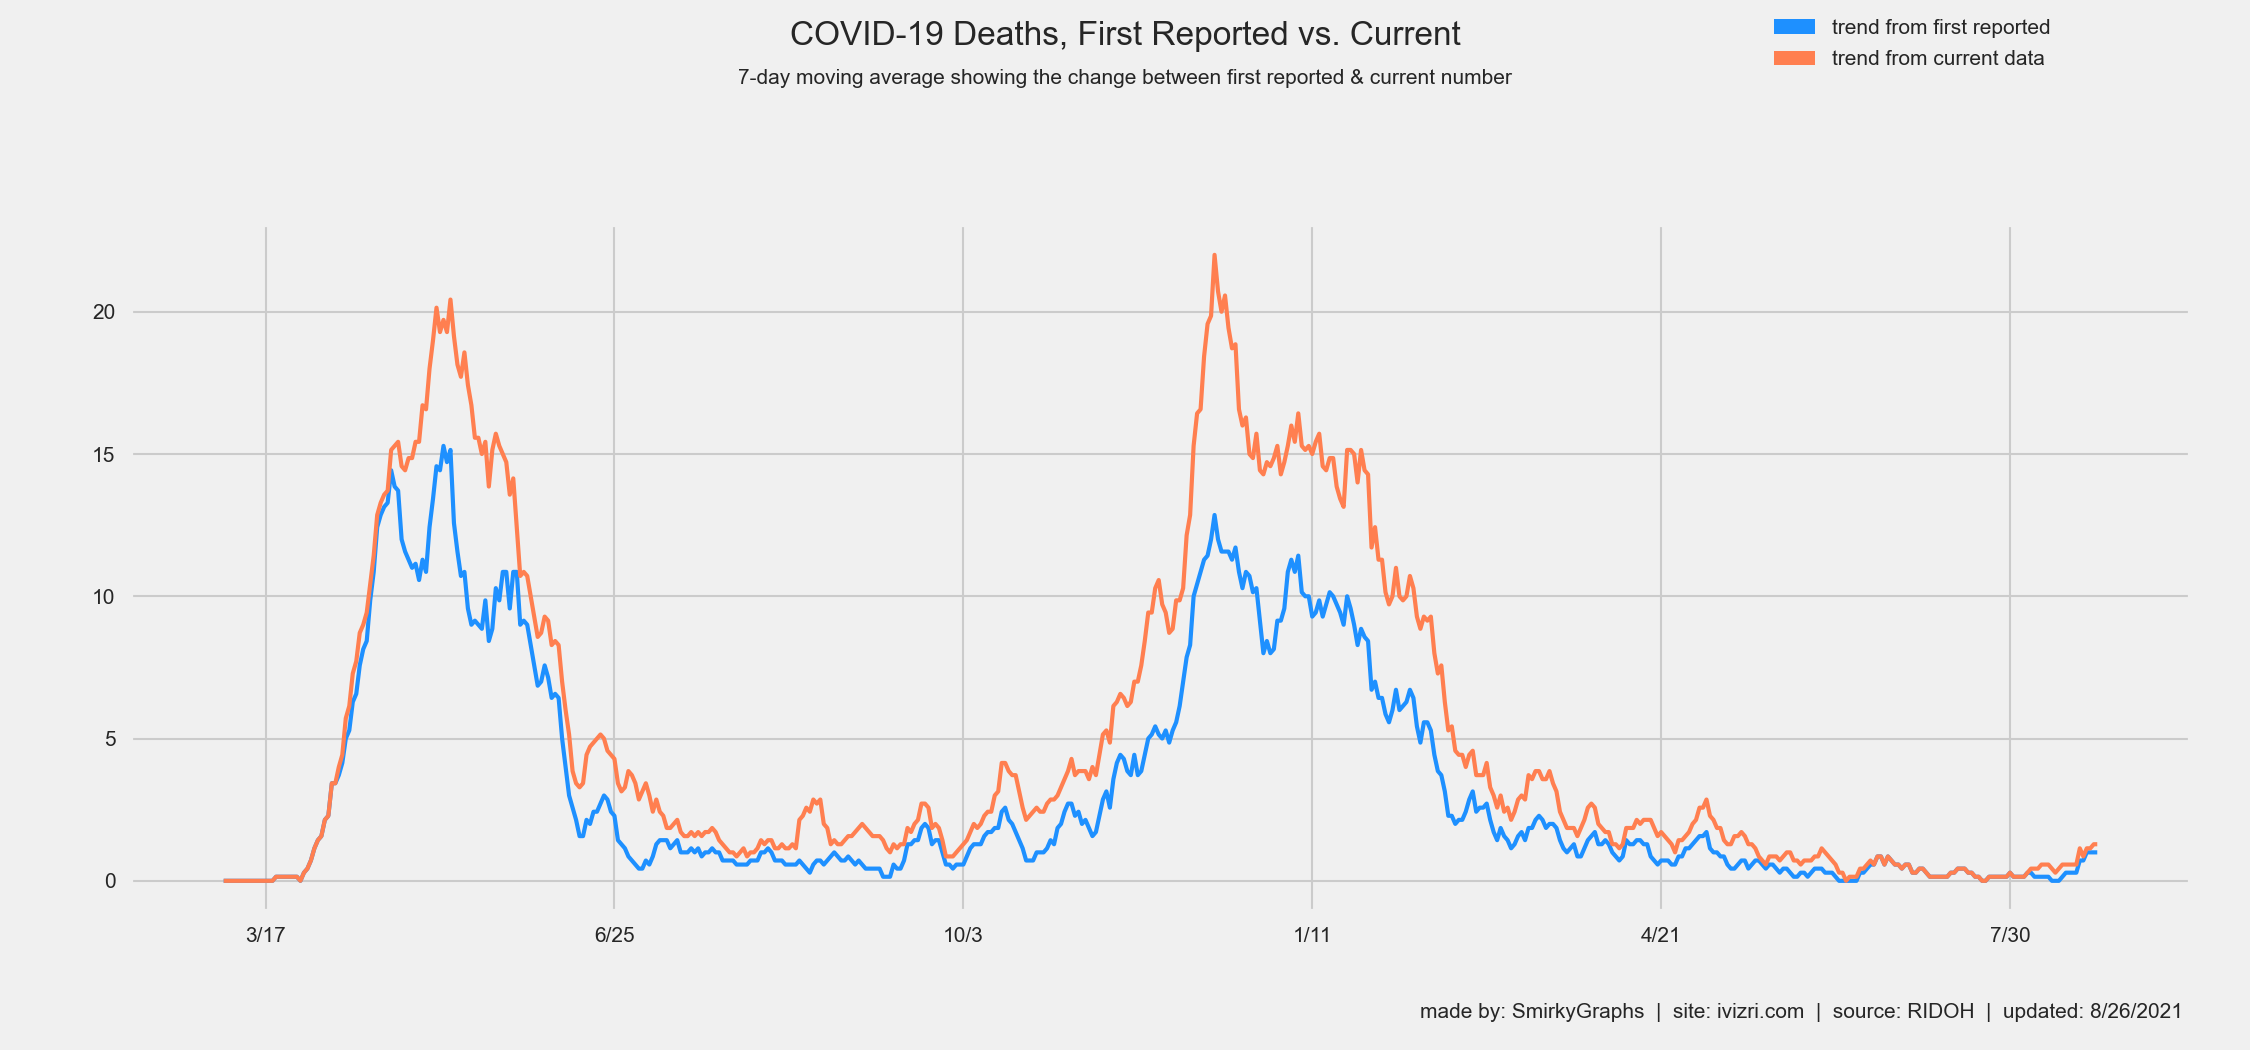 COVID-19 Deaths, First Reported vs. Current
7-day moving average showing the change between first reported & current number
trend from first reported
trend from current data
20
15
10
5
0
3/17
6/25
10/3
1/11
4/21
7/30
made by: SmirkyGraphs | site: ivizri.com | source: RIDOH | updated: 8/26/2021